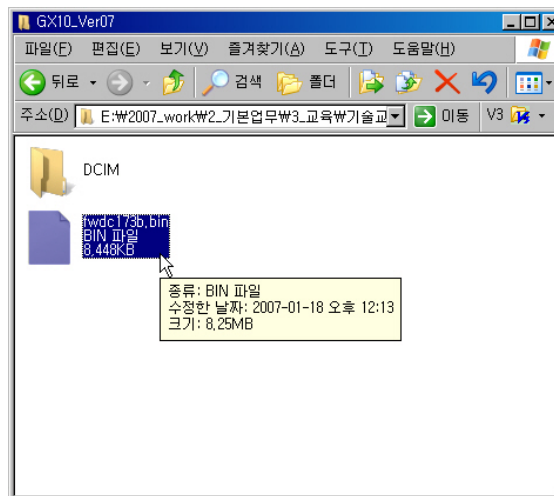 GX10_Ver07
파일(F) 편집(E) 보기(V) 즐겨찾기(A) 도구(T) 도움말(H)
뒤로 검색 폴더
주소(D) E:₩2007_work₩2_기본업무₩3_교육₩기술교 이동 V3
DCIM
fwdc173b.bin
BIN 파일
8,448KB
종류: BIN 파일
수정한 날짜: 2007-01-18 오후 12:13
크기: 8,25MB